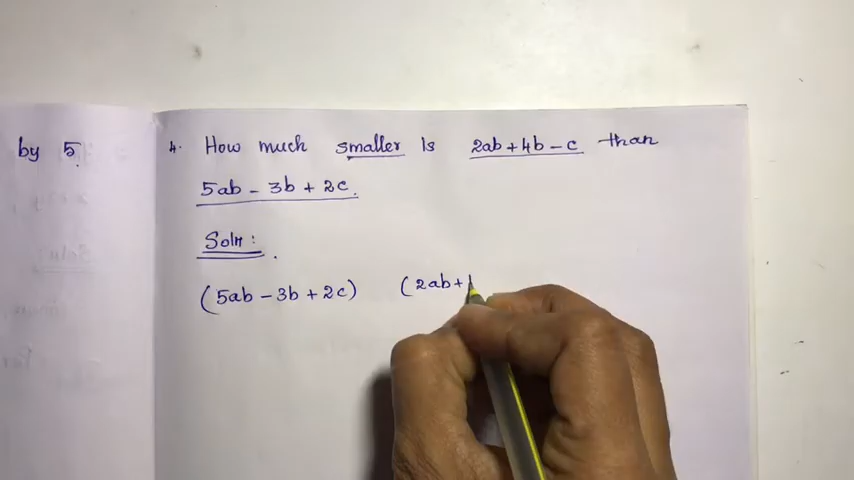 by 5.
4. How much smaller is 2ab + 4b - c than
5ab - 3b + 2c.
Soln:
(5ab - 3b + 2c) (2ab +